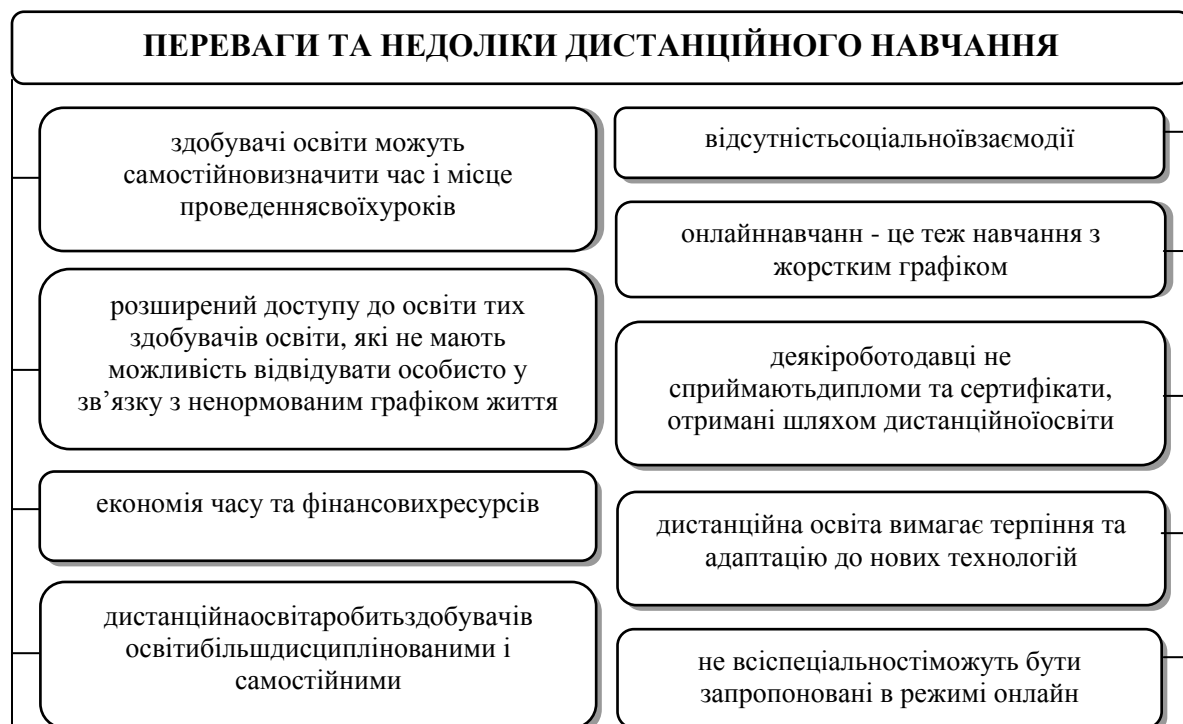 ПЕРЕВАГИ ТА НЕДОЛІКИ ДИСТАНЦІЙНОГО НАВЧАННЯ
здобувачі освіти можуть
самостійновизначити час і місце
проведеннясвоїхуроків
розширений доступу до освіти тих
здобувачів освіти, які не мають
можливість відвідувати особисто у
зв’язку з ненормованим графіком життя
економія часу та фінансовихресурсів
дистанційнаосвітаробитьздобувачів
освітибільшдисциплінованими і
самостійними
відсутністьсоціальноївзаємодії
онлайннавчанн - це теж навчання з
жорстким графіком
деякіроботодавці не
сприймаютьдипломи та сертифікати,
отримані шляхом дистанційноїосвіти
дистанційна освіта вимагає терпіння та
адаптацію до нових технологій
не всіспеціальностіможуть бути
запропоновані в режимі онлайн